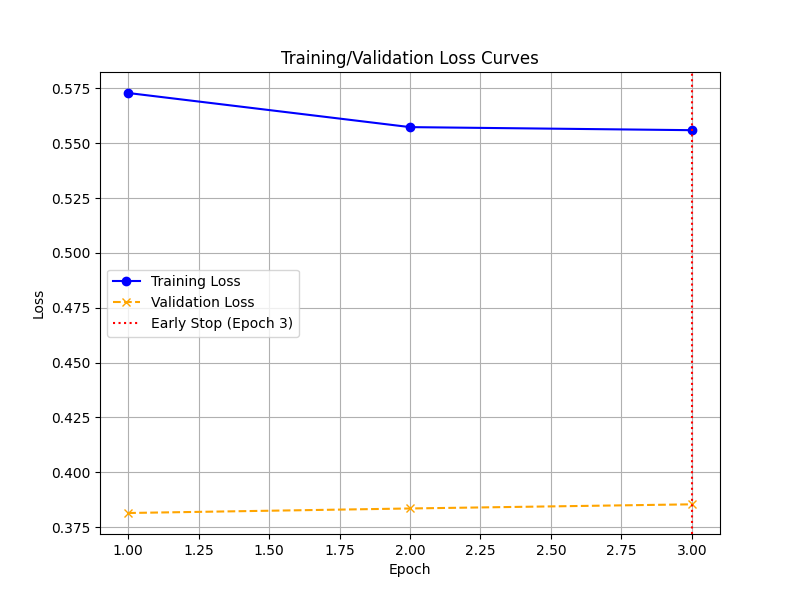 Training/Validation Loss Curves
0.575
0.550
0.525
0.500
0.475
0.450
0.425
0.400
0.375
Loss
Training Loss
Validation Loss
Early Stop (Epoch 3)
1.00 1.25 1.50 1.75 2.00 2.25 2.50 2.75 3.00
Epoch